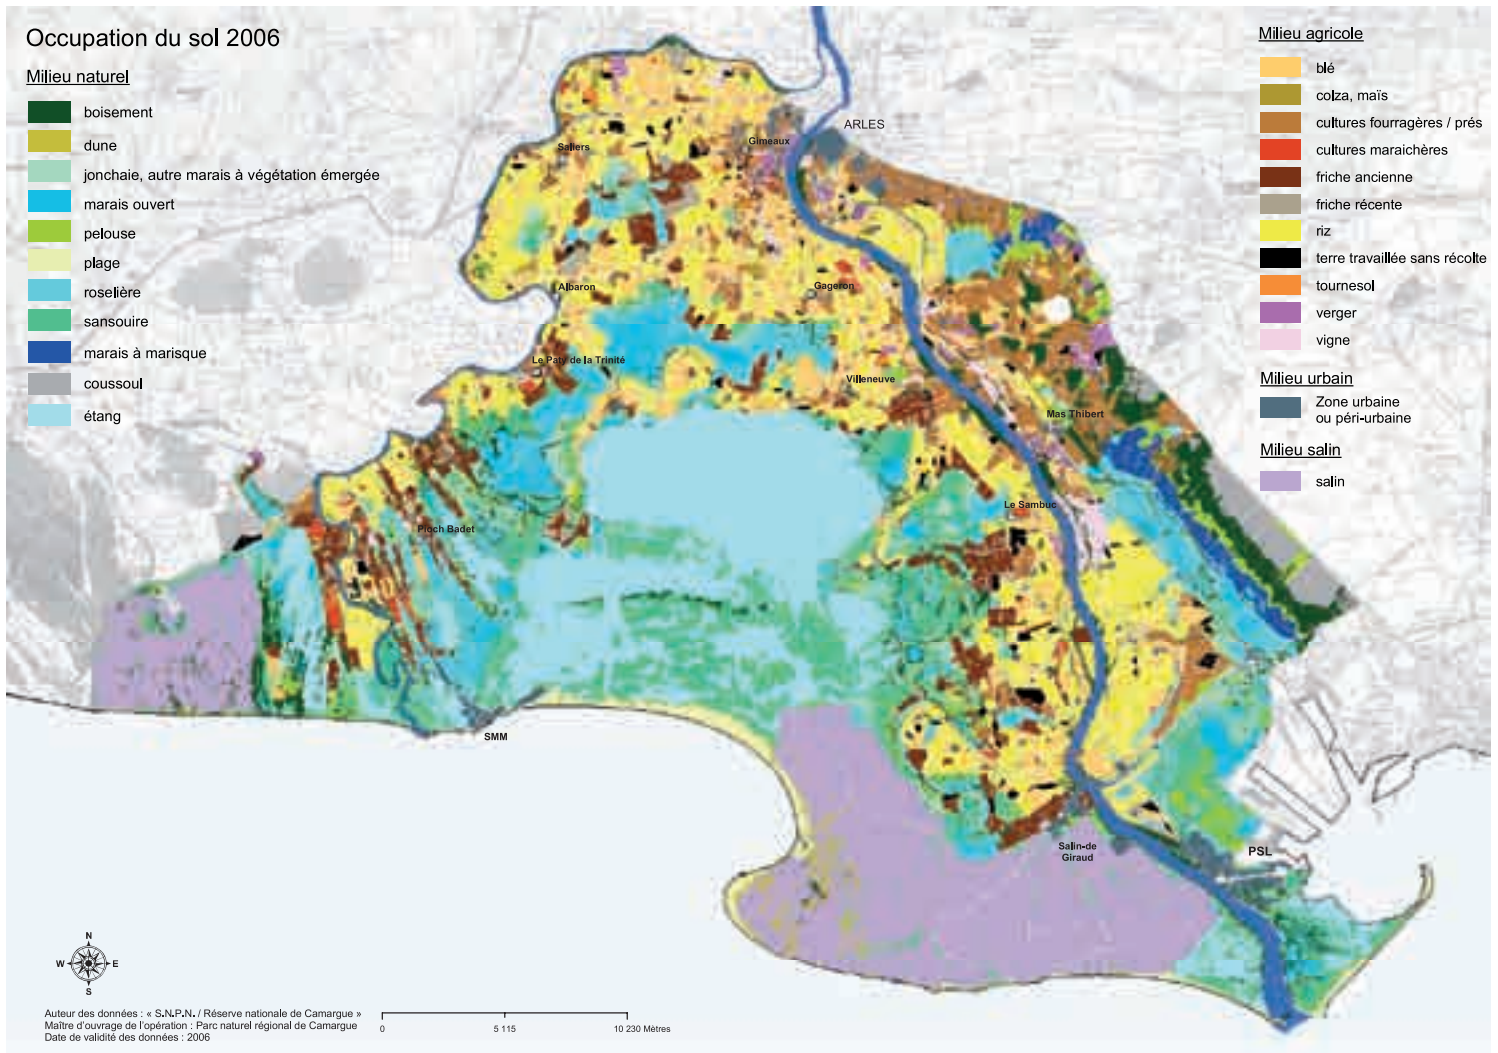 Occupation du sol 2006
Milieu naturel
boisement
dune
jonchaie, autre marais à végétation émergée
marais ouvert
pelouse
plage
roselière
sansouire
marais à marisque
coussoul
étang
Milieu agricole
blé
colza, maïs
cultures fourragères / prés
cultures maraichères
friche ancienne
friche récente
riz
terre travaillée sans récolte
tournesol
verger
vigne
Milieu urbain
Zone urbaine
ou péri-urbaine
Milieu salin
salin
ARLES
Gimeaux
Saliers
Albaron
Gageron
Le Paty de la Trinité
Villeneuve
Mas Thibert
Le Sambuc
Pioch Badet
SMM
Salin-de
Giraud
PSL
N
W
E
S
Auteur des données : « S.N.P.N. / Réserve nationale de Camargue »
Maître d'ouvrage de l'opération : Parc naturel régional de Camargue
Date de validité des données : 2006
0
5 115
10 230 Mètres